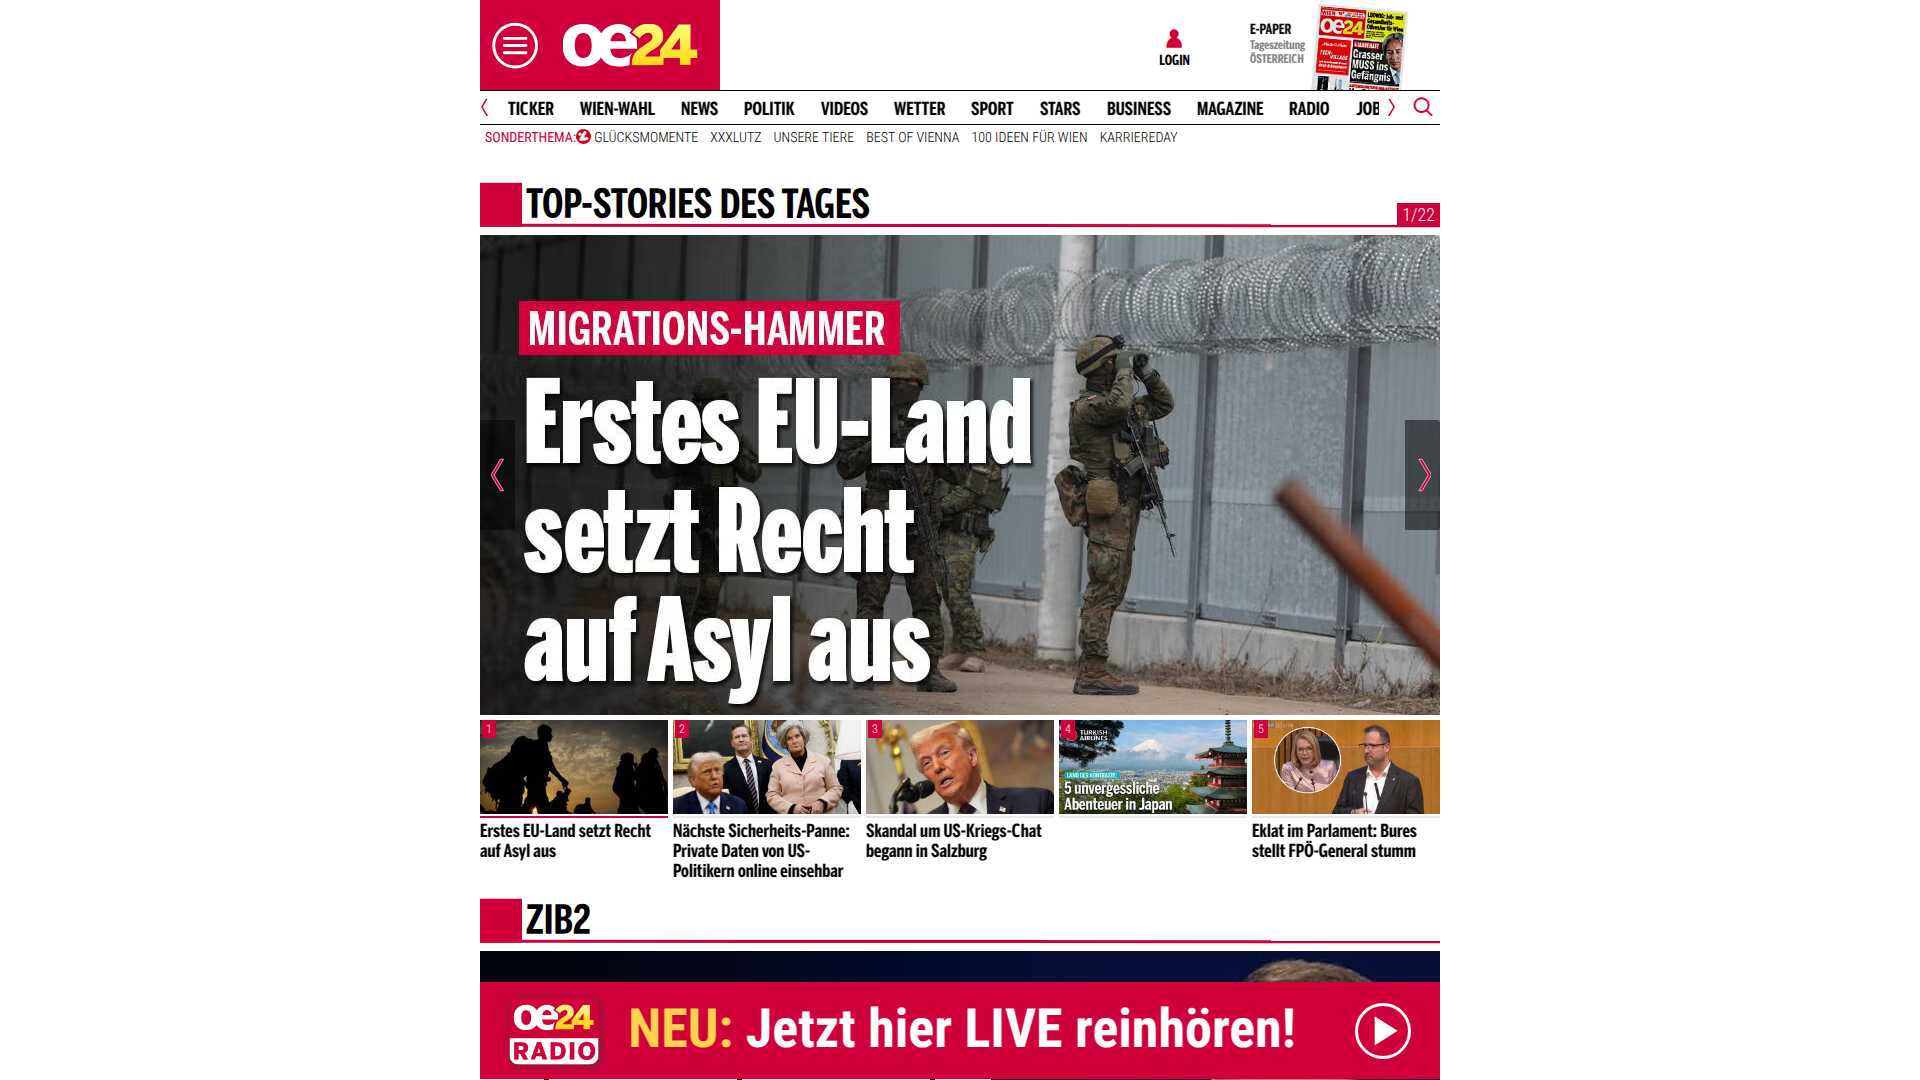 oe24
LOGIN
E-PAPER
Tageszeitung
ÖSTERREICH
oe24
Grasser
MUSS ins
Gefängnis
TICKER WIEN-WAHL NEWS POLITIK VIDEOS WETTER SPORT STARS BUSINESS MAGAZINE RADIO JOB
SONDERTHEMA: GLÜCKSMOMENTE XXXLUTZ UNSERE TIERE BEST OF VIENNA 100 IDEEN FÜR WIEN KARRIEREDAY
TOP-STORIES DES TAGES
1/22
MIGRATIONS-HAMMER
Erstes EU-Land
setzt Recht
auf Asyl aus
1
2
3
4
5
TURKISH
AIRLINES
LAND DER KONTRASTE
5 unvergessliche
Abenteuer in Japan
Erstes EU-Land setzt Recht
auf Asyl aus
Nächste Sicherheits-Panne:
Private Daten von US-
Politikern online einsehbar
Skandal um US-Kriegs-Chat
begann in Salzburg
Eklat im Parlament: Bures
stellt FPÖ-General stumm
ZIB2
oe24
RADIO
NEU: Jetzt hier LIVE reinhören!